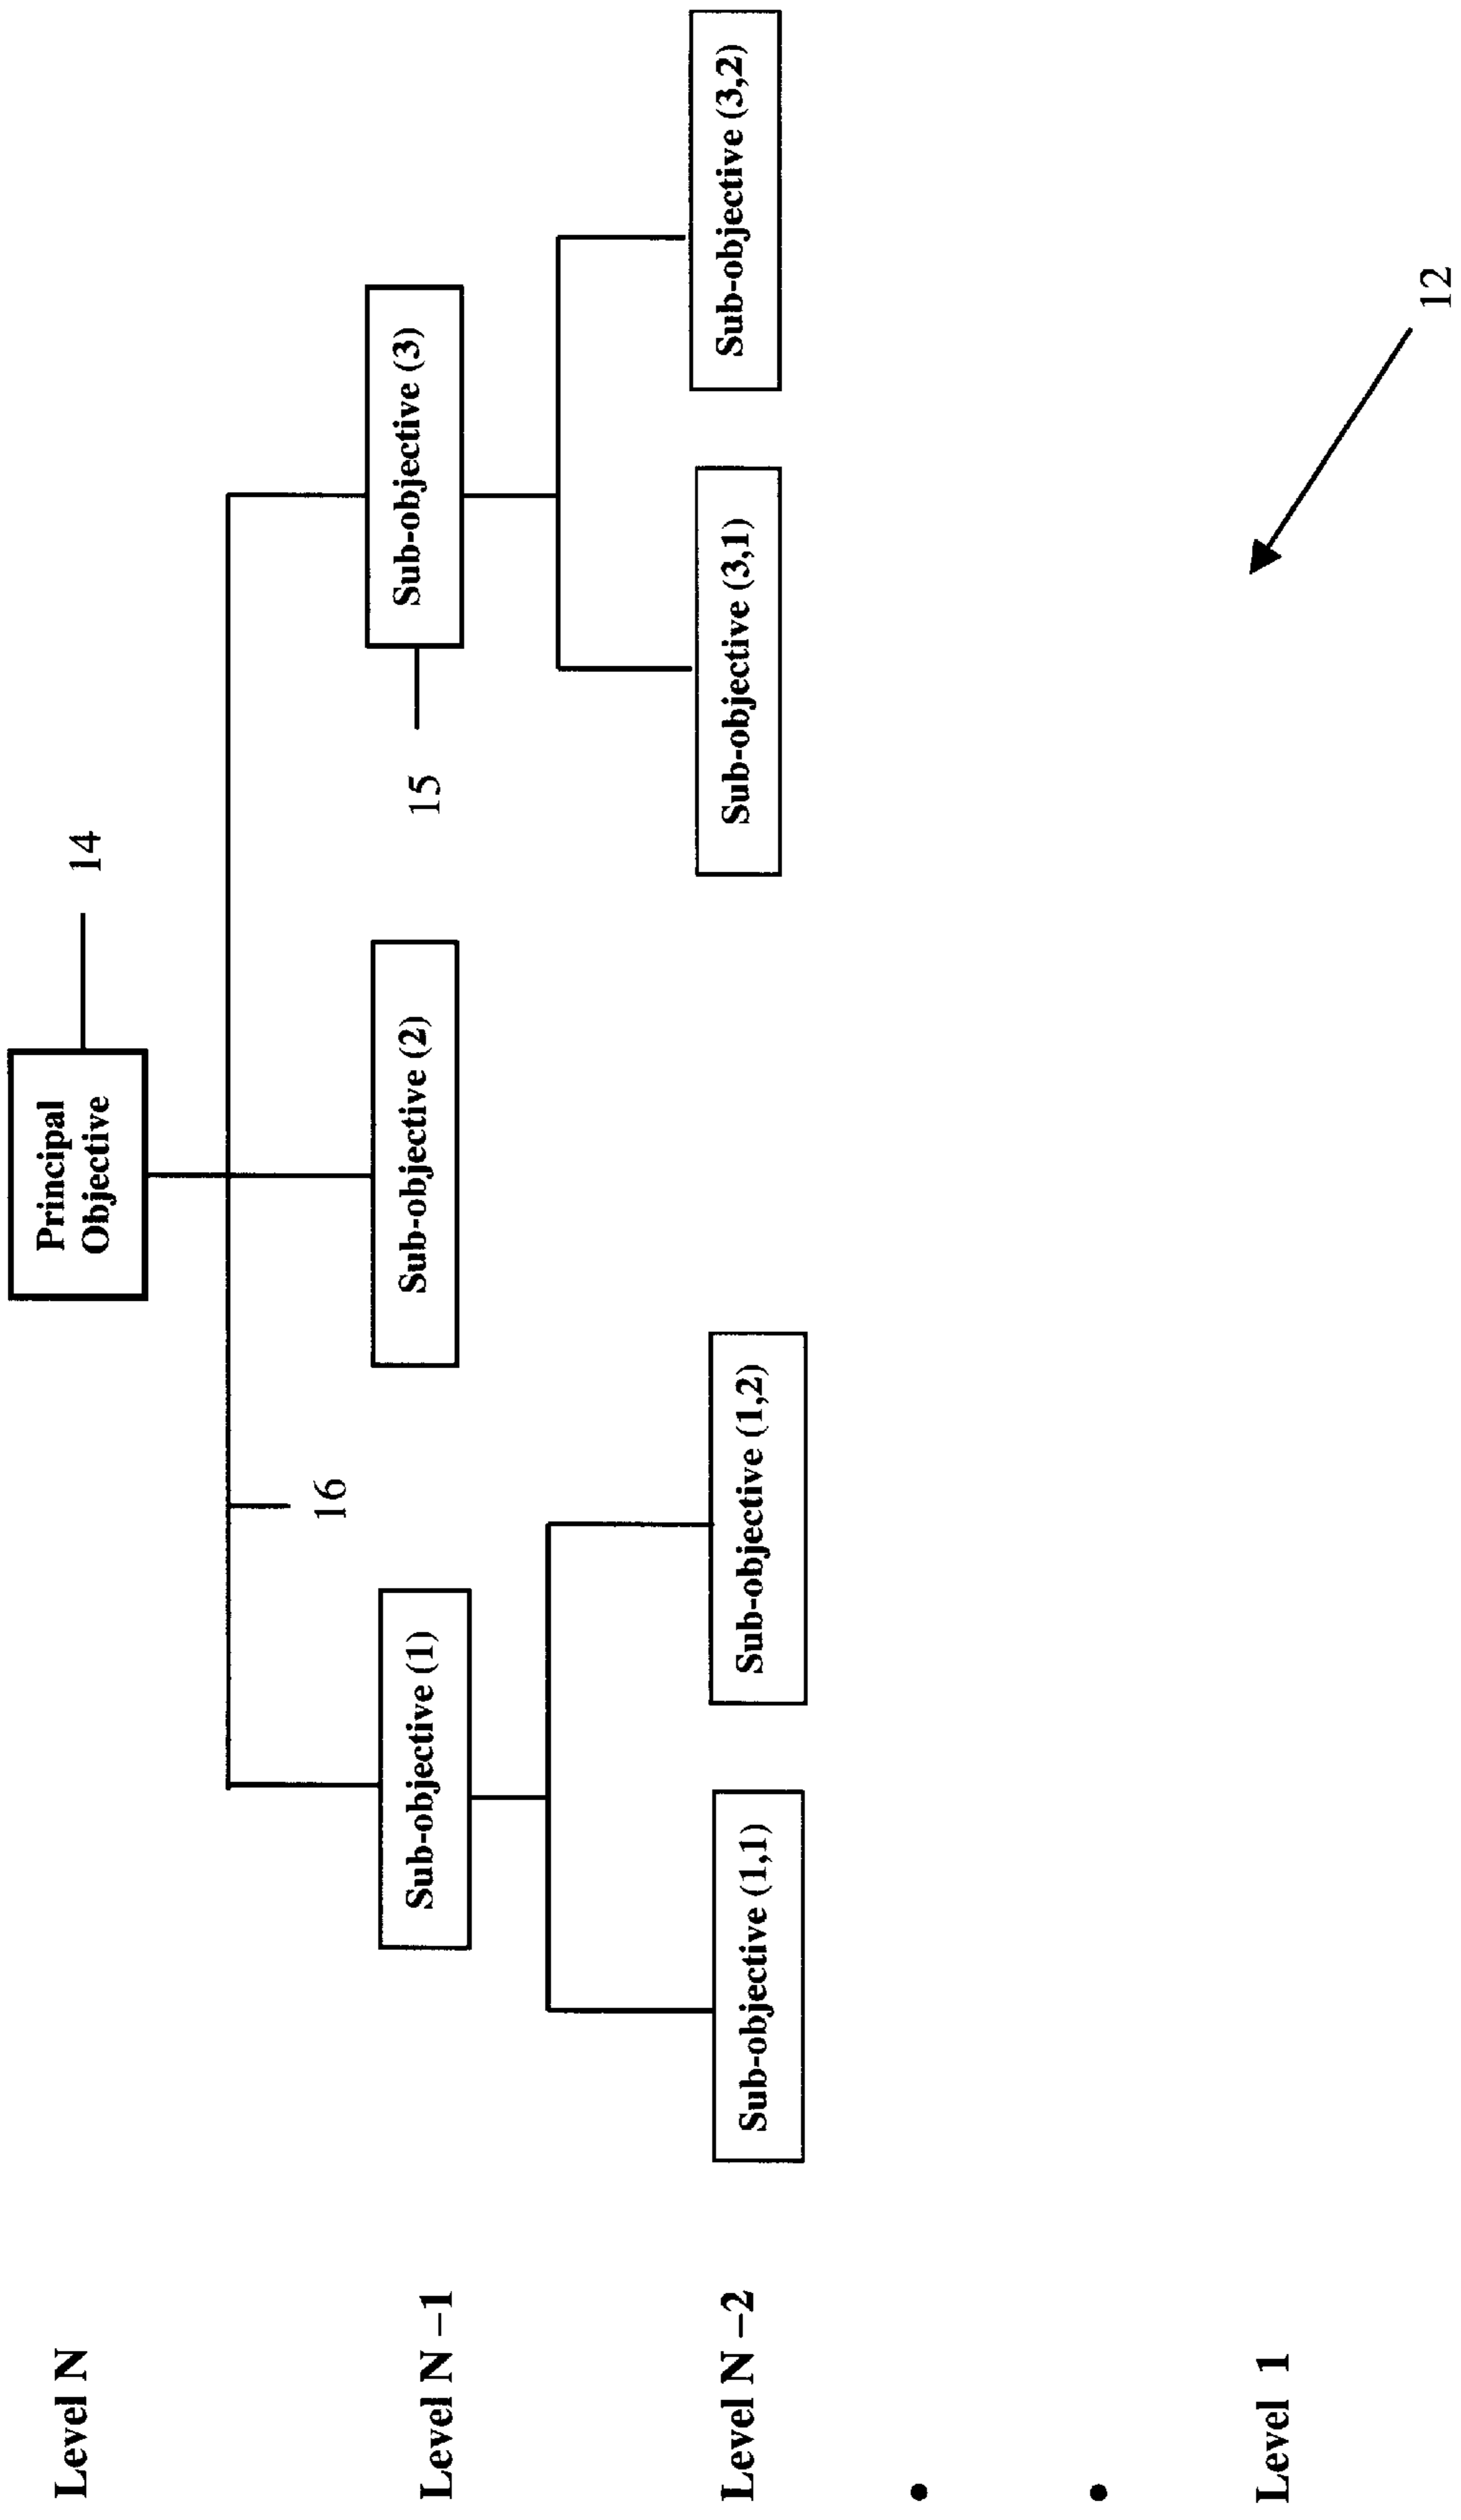 Level N
Principal
Objective
14
16
Level N –1
Sub-objective (1)
Sub-objective (2)
15
Sub-objective (3)
Level N –2
Sub-objective (1,1)
Sub-objective (1,2)
Sub-objective (3,1)
Sub-objective (3,2)
Level 1
12